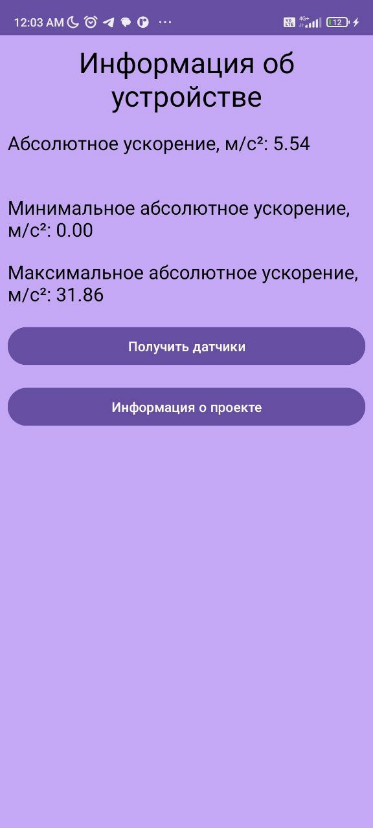 12:03 AM
12
Информация об
устройстве
Абсолютное ускорение, м/с²: 5.54
Минимальное абсолютное ускорение,
м/с²: 0.00
Максимальное абсолютное ускорение,
м/с²: 31.86
Получить датчики
Информация о проекте